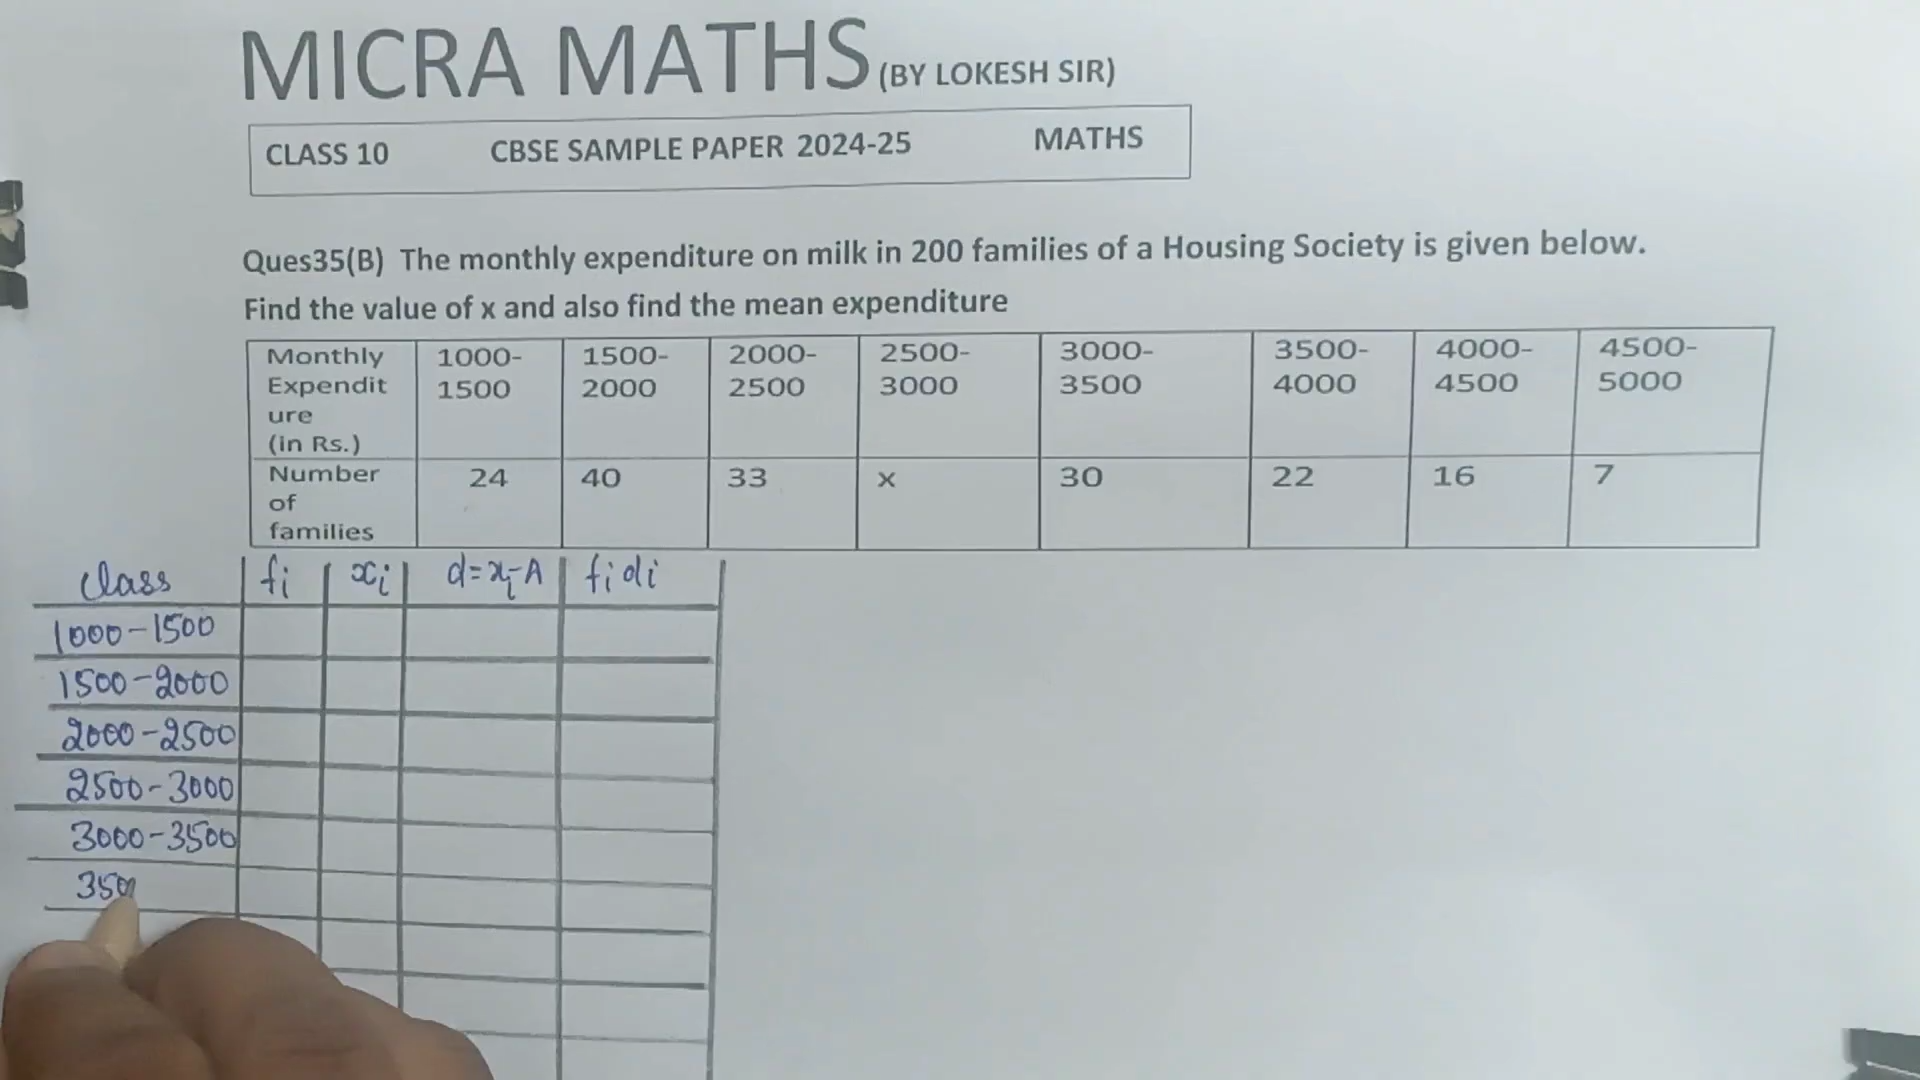 MICRA MATHS (BY LOKESH SIR)
CLASS 10 CBSE SAMPLE PAPER 2024-25 MATHS
Ques35(B) The monthly expenditure on milk in 200 families of a Housing Society is given below.
Find the value of x and also find the mean expenditure
Monthly Expendit ure (in Rs.) 1000-1500 1500-2000 2000-2500 2500-3000 3000-3500 3500-4000 4000-4500 4500-5000
Number of families 24 40 33 x 30 22 16 7
class fi xi d=xi-A fidi
1000-1500
1500-2000
2000-2500
2500-3000
3000-3500
350